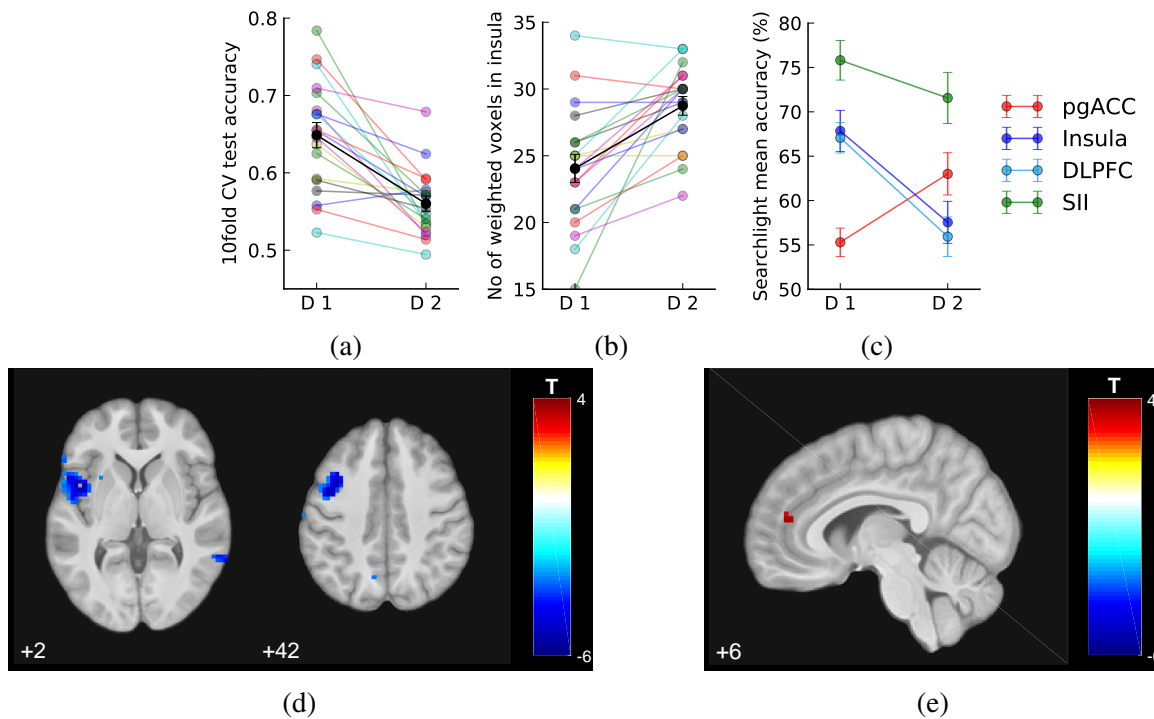 10fold CV test accuracy
0.8
0.7
0.6
0.5
D 1
D 2
(a)
No of weighted voxels in insula
35
30
25
20
15
D 1
D 2
(b)
Searchlight mean accuracy (%)
80
75
70
65
60
55
50
D 1
D 2
(c)
pgACC
Insula
DLPFC
SII
+2
+42
T
4
-6
(d)
+6
T
4
(e)